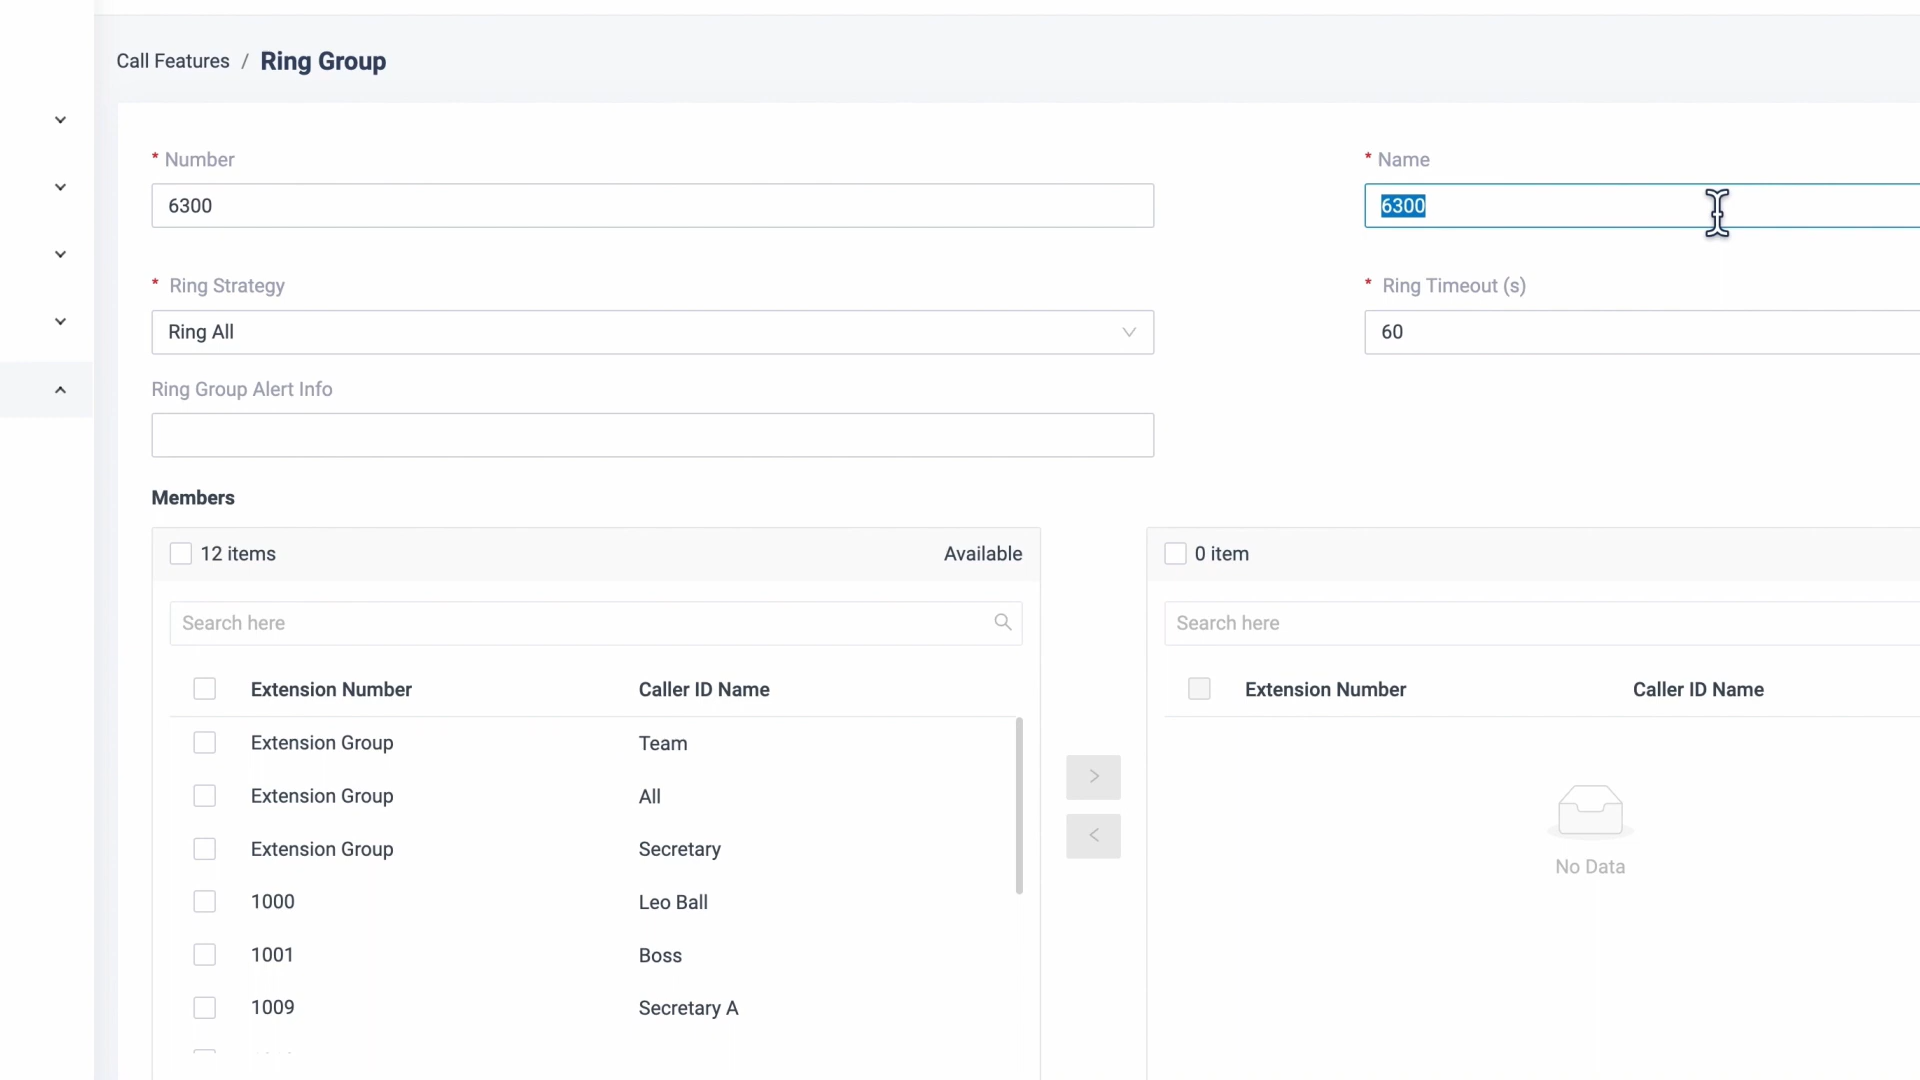 Call Features / Ring Group
* Number
* Name
6300
6300
* Ring Strategy
* Ring Timeout (s)
Ring All
60
Ring Group Alert Info
Members
12 items Available
0 item
Search here
Search here
Extension Number Caller ID Name
Extension Number Caller ID Name
Extension Group Team
Extension Group All
Extension Group Secretary
No Data
1000 Leo Ball
1001 Boss
1009 Secretary A